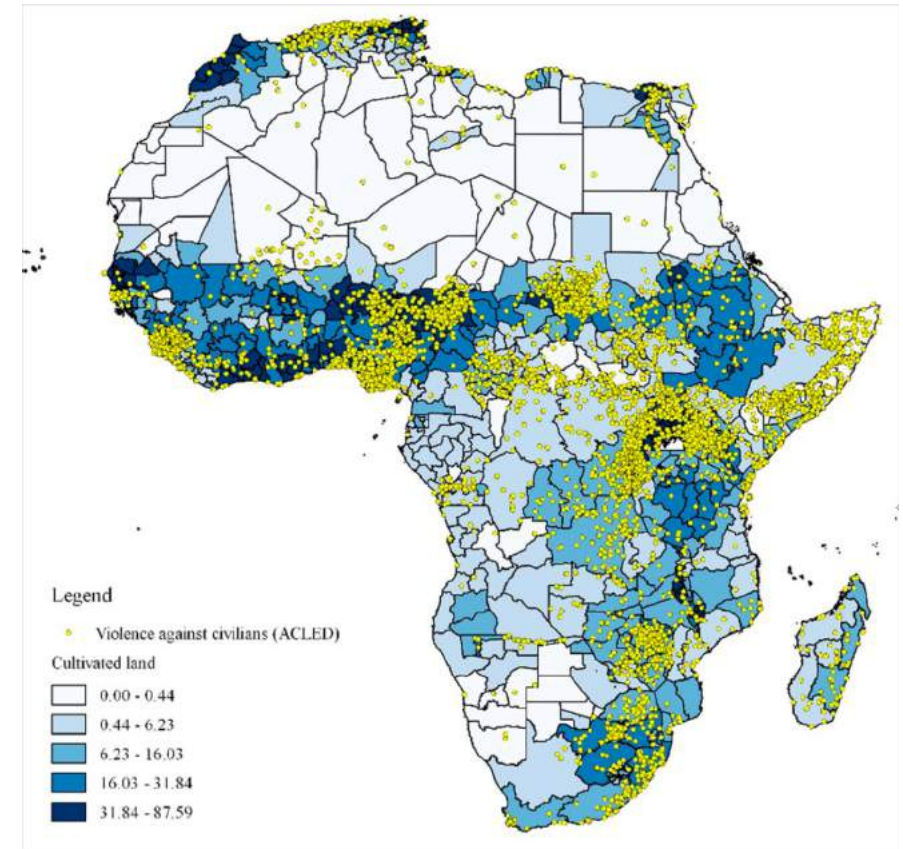 Legend
Violence against civilians (ACLED)
Cultivated land
0.00 - 0.44
0.44 - 6.23
6.23 - 16.03
16.03 - 31.84
31.84 - 87.59